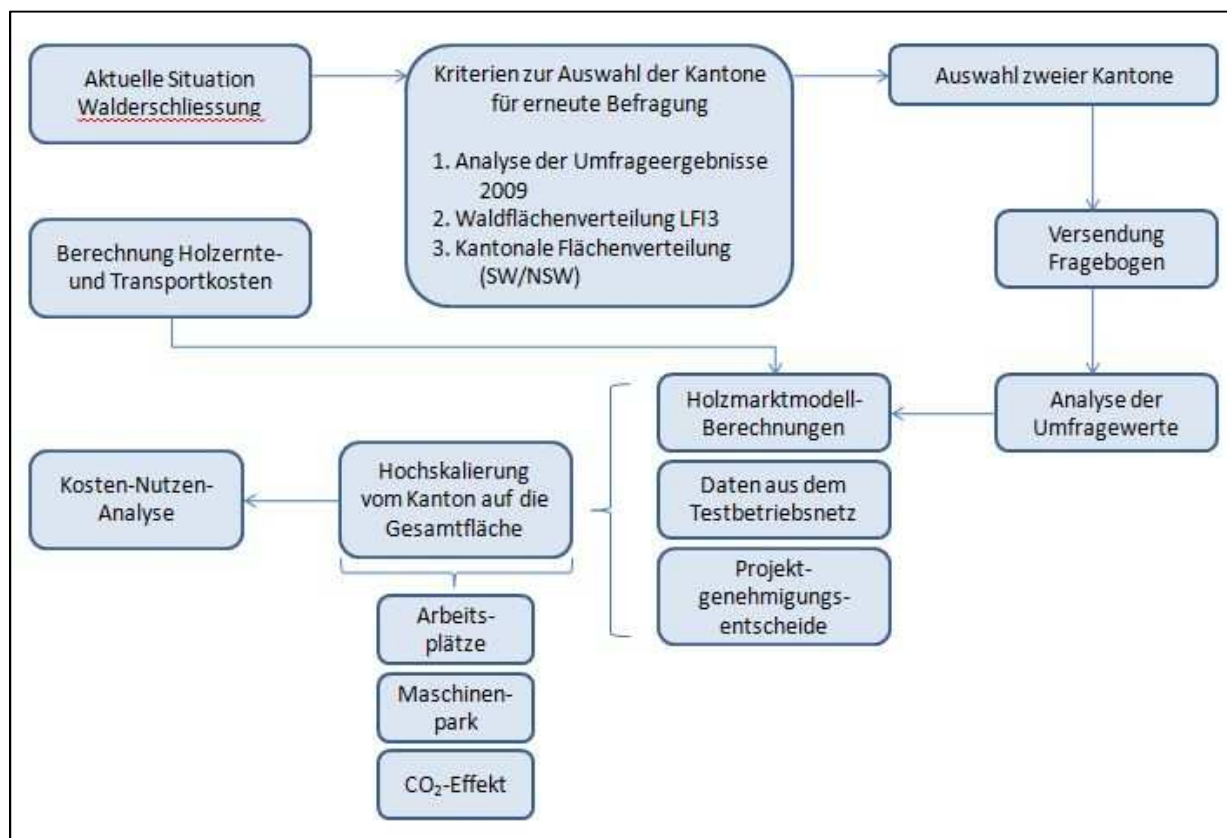 Aktuelle Situation
Walderschliessung
Kriterien zur Auswahl der Kantone
für erneute Befragung
1. Analyse der Umfrageergebnisse
2009
2. Waldflächenverteilung LFI3
3. Kantonale Flächenverteilung
(SW/NSW)
Auswahl zweier Kantone
Versendung
Fragebogen
Berechnung Holzernte-
und Transportkosten
Analyse der
Umfragewerte
Holzmarktmodell-
Berechnungen
Daten aus dem
Testbetriebsnetz
Projekt-
genehmigungs-
entscheide
Hochskalierung
vom Kanton auf die
Gesamtfläche
Kosten-Nutzen-
Analyse
Arbeits-
plätze
Maschinen-
park
CO₂-Effekt